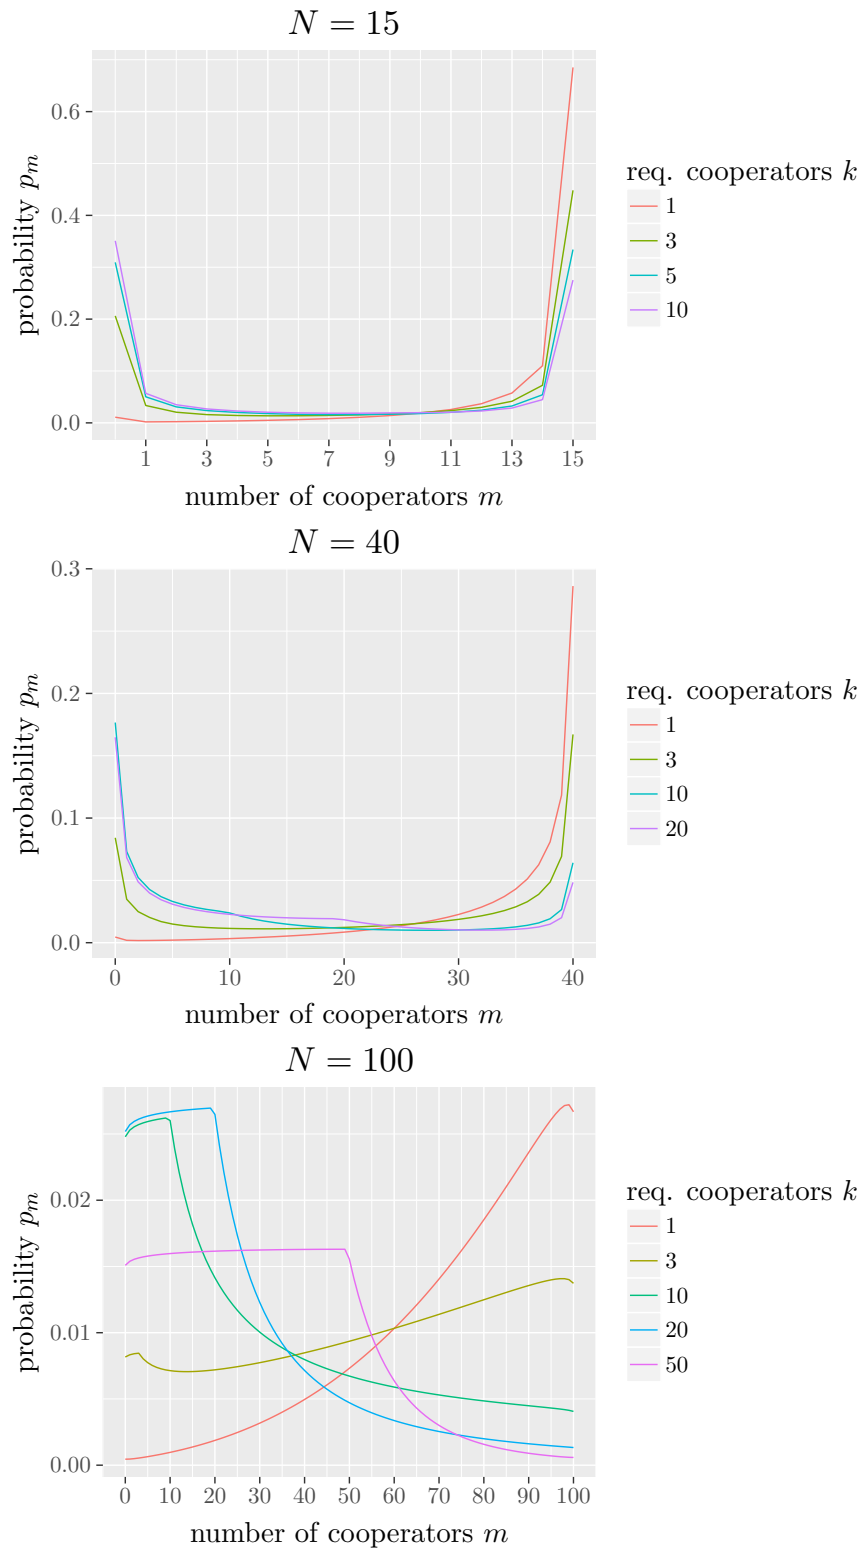 N = 15
0.6
0.4
0.2
0.0
probability p_m
1 3 5 7 9 11 13 15
number of cooperators m
req. cooperators k
1
3
5
10
N = 40
0.3
0.2
0.1
0.0
probability p_m
0 10 20 30 40
number of cooperators m
req. cooperators k
1
3
10
20
N = 100
0.02
0.01
0.00
probability p_m
0 10 20 30 40 50 60 70 80 90 100
number of cooperators m
req. cooperators k
1
3
10
20
50